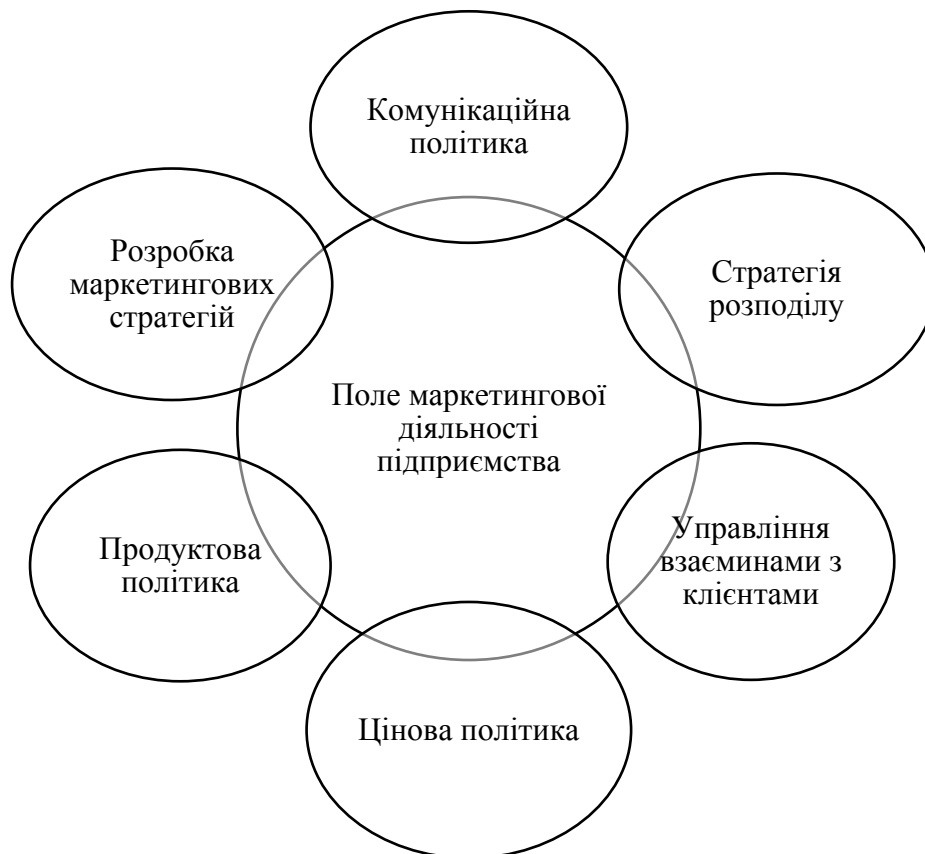 Комунікаційна
політика
Розробка
маркетингових
стратегій
Стратегія
розподілу
Поле маркетингової
діяльності
підприємства
Продуктова
політика
Управління
взаєминами з
клієнтами
Цінова політика